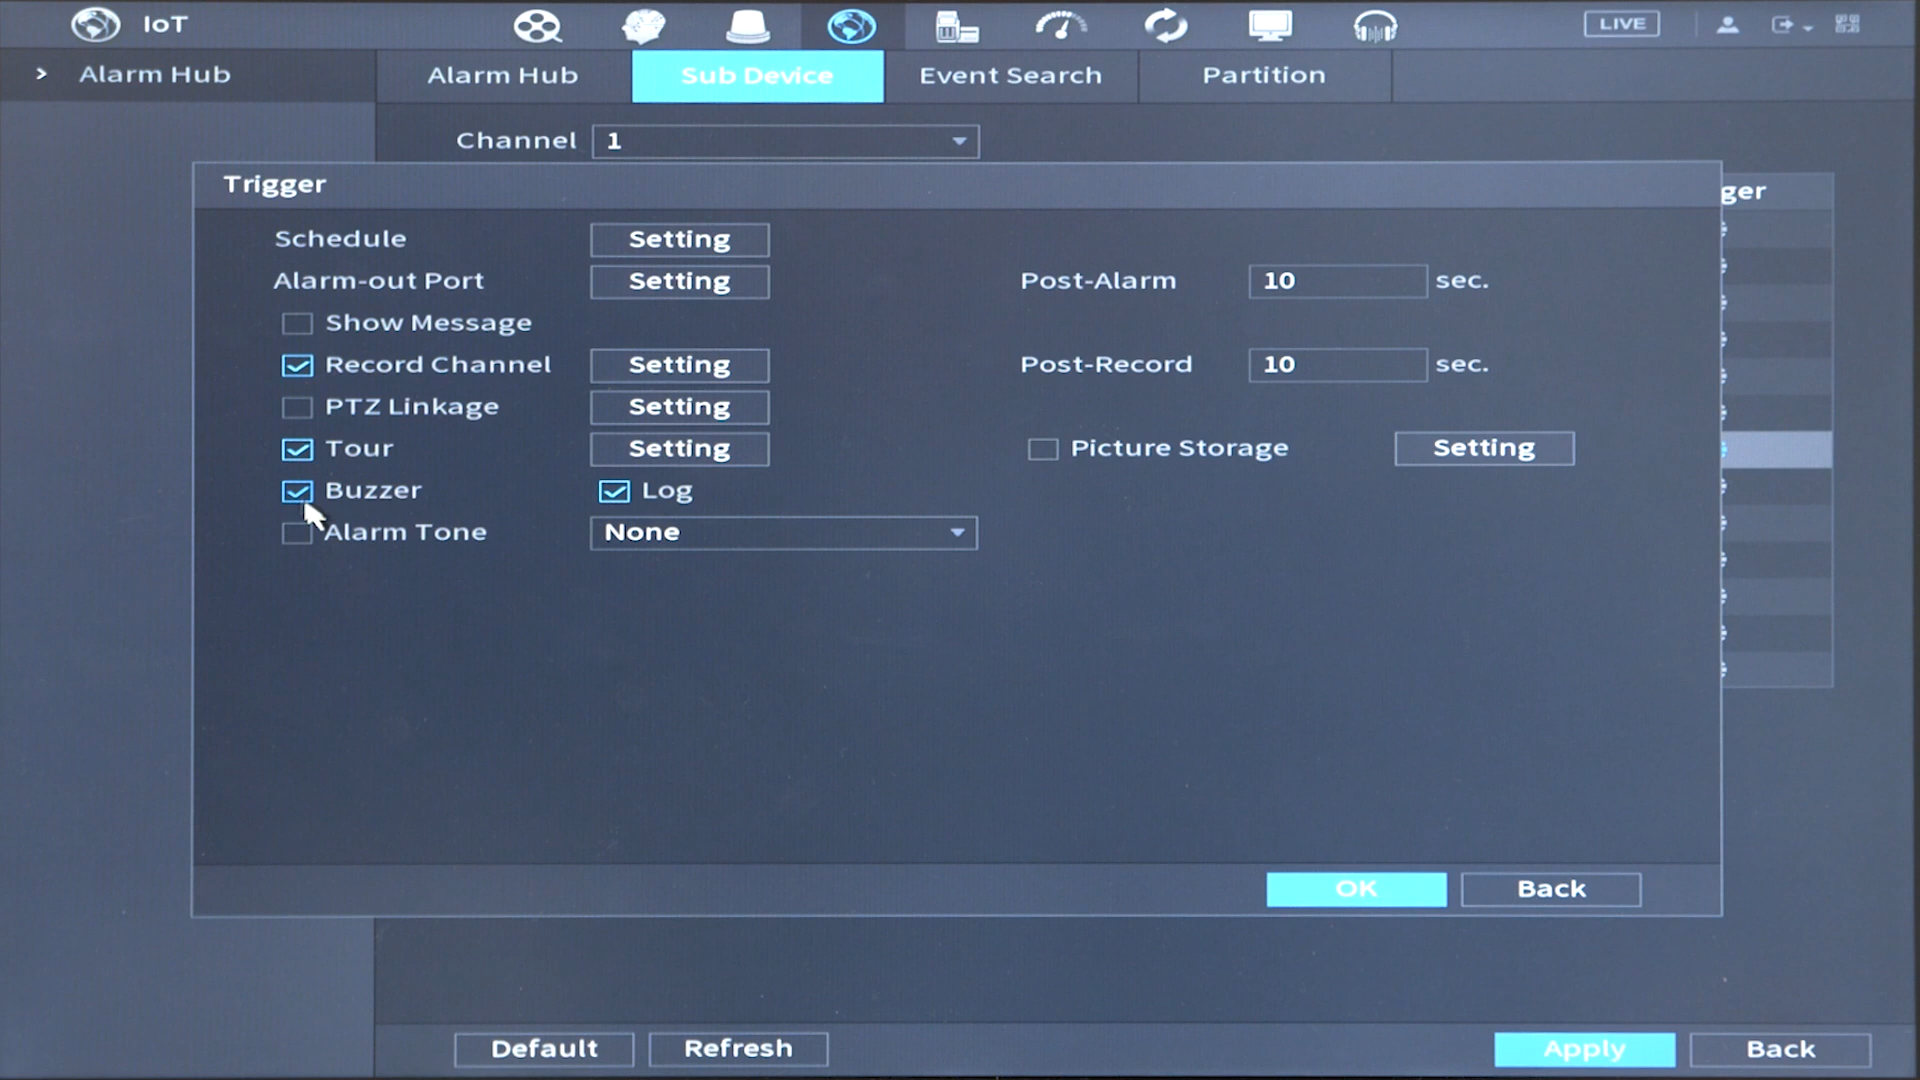 IoT
LIVE
Alarm Hub
Alarm Hub
Sub Device
Event Search
Partition
Channel 1
Trigger
ger
Schedule Setting
Alarm-out Port Setting Post-Alarm 10 sec.
Show Message
Record Channel Setting Post-Record 10 sec.
PTZ Linkage Setting
Tour Setting Picture Storage Setting
Buzzer Log
Alarm Tone None
OK Back
Default Refresh Apply Back